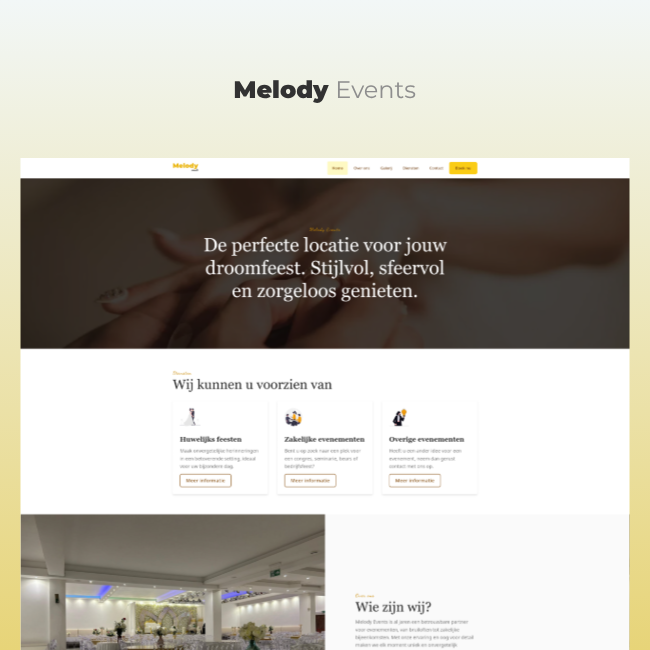 Melody Events
Melody
Home Over ons Galerij Diensten Contact
Melody Events
De perfecte locatie voor jouw
droomfeest. Stijlvol, sfeervol
en zorgeloos genieten.
Diensten
Wij kunnen u voorzien van
Huwelijks feesten
Maak onvergetelijke herinneringen
in een betoverende setting, ideaal
voor uw bijzondere dag.
Meer informatie
Zakelijke evenementen
Bent u op zoek naar een plek voor
een congres, seminarie, beurs of
bedrijfsfeest?
Meer informatie
Overige evenementen
Heeft u een ander idee voor een
evenement, neem dan gerust
contact met ons op.
Meer informatie
Over ons
Wie zijn wij?
Melody Events is al jaren een betrouwbare partner
voor evenementen, van bruiloften tot zakelijke
bijeenkomsten. Met onze ervaring en oog voor detail
maken we elk moment uniek en onvergetelijk